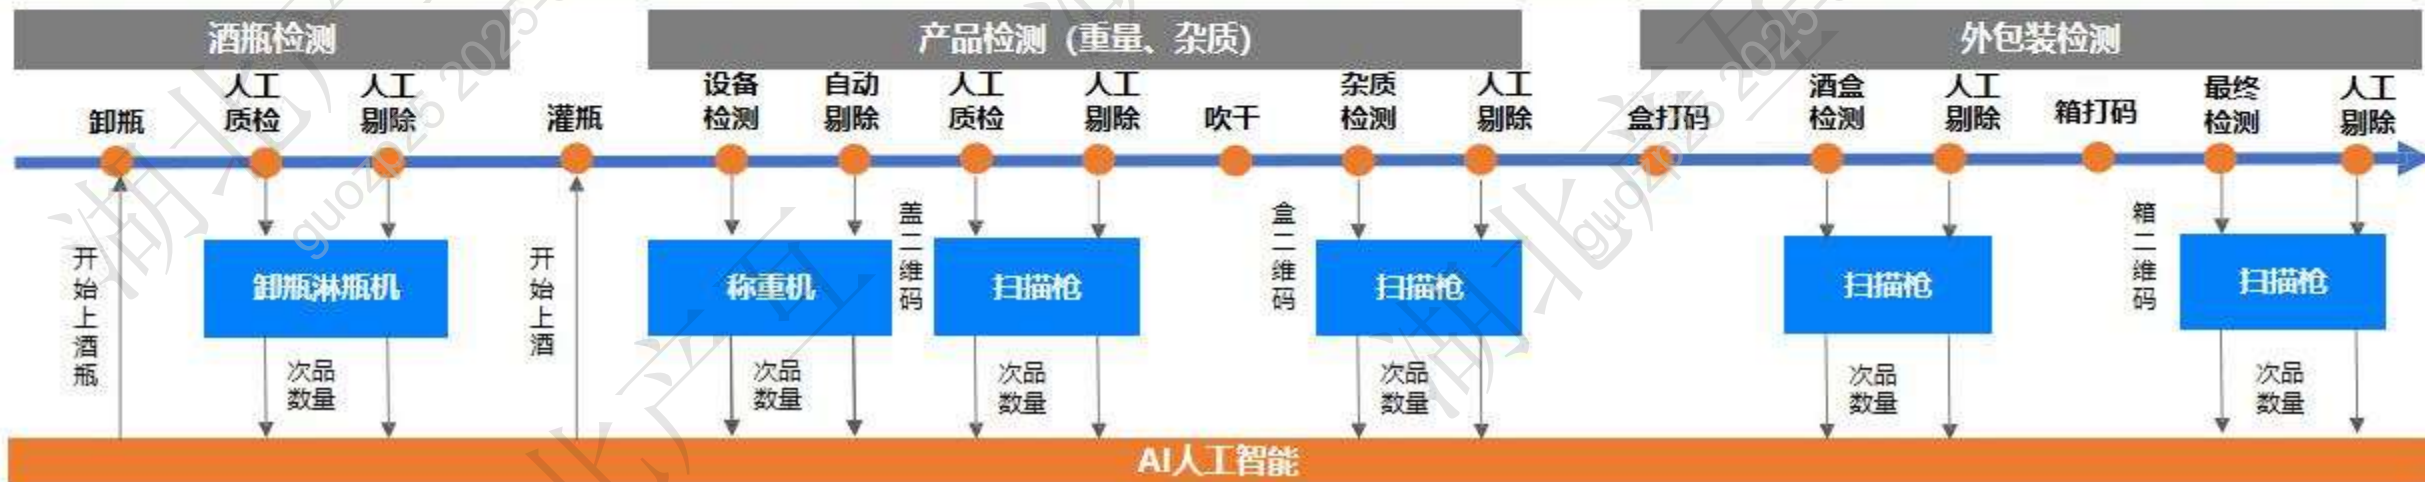 酒瓶检测
产品检测（重量、杂质）
外包装检测
卸瓶
人工
质检
人工
剔除
灌瓶
设备
检测
自动
剔除
人工
质检
人工
剔除
吹干
杂质
检测
人工
剔除
盒打码
酒盒
检测
人工
剔除
箱打码
最终
检测
人工
剔除
开始上酒瓶
卸瓶淋瓶机
次品
数量
开始上酒
称重机
次品
数量
盖二维码
扫描枪
次品
数量
盒二维码
扫描枪
次品
数量
扫描枪
次品
数量
箱二维码
扫描枪
次品
数量
AI人工智能